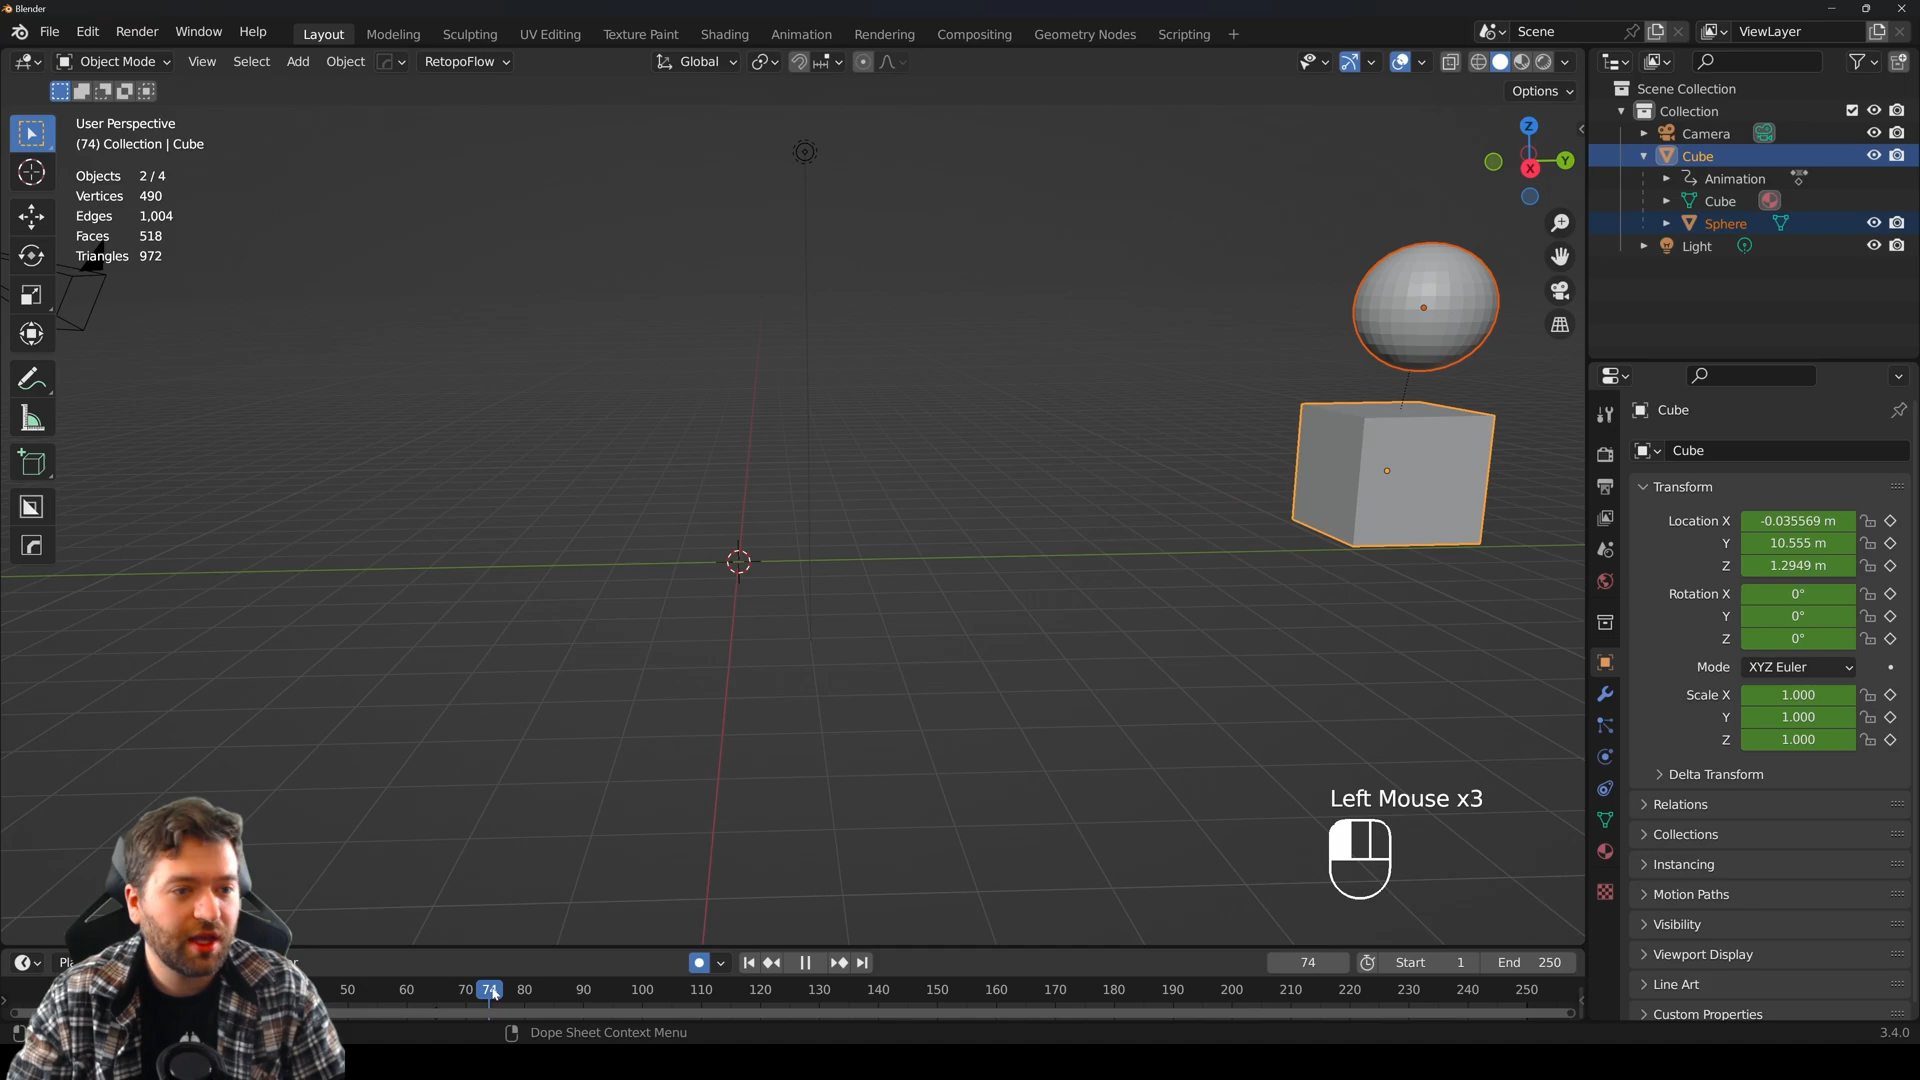 Blender
File Edit Render Window Help
Layout Modeling Sculpting UV Editing Texture Paint Shading Animation Rendering Compositing Geometry Nodes Scripting +
Scene
ViewLayer
Object Mode View Select Add Object RetopoFlow
Global
Options
User Perspective
(74) Collection | Cube
Objects 2 / 4
Vertices 490
Edges 1,004
Faces 518
Triangles 972
Z
Y
X
Scene Collection
Collection
Camera
Cube
Animation
Cube
Sphere
Light
Cube
Cube
Transform
Location X -0.035569 m
Y 10.555 m
Z 1.2949 m
Rotation X 0°
Y 0°
Z 0°
Mode XYZ Euler
Scale X 1.000
Y 1.000
Z 1.000
Delta Transform
Relations
Collections
Instancing
Motion Paths
Visibility
Viewport Display
Line Art
Custom Properties
Left Mouse x3
74 Start 1 End 250
50 60 70 74 80 90 100 110 120 130 140 150 160 170 180 190 200 210 220 230 240 250
Dope Sheet Context Menu
3.4.0